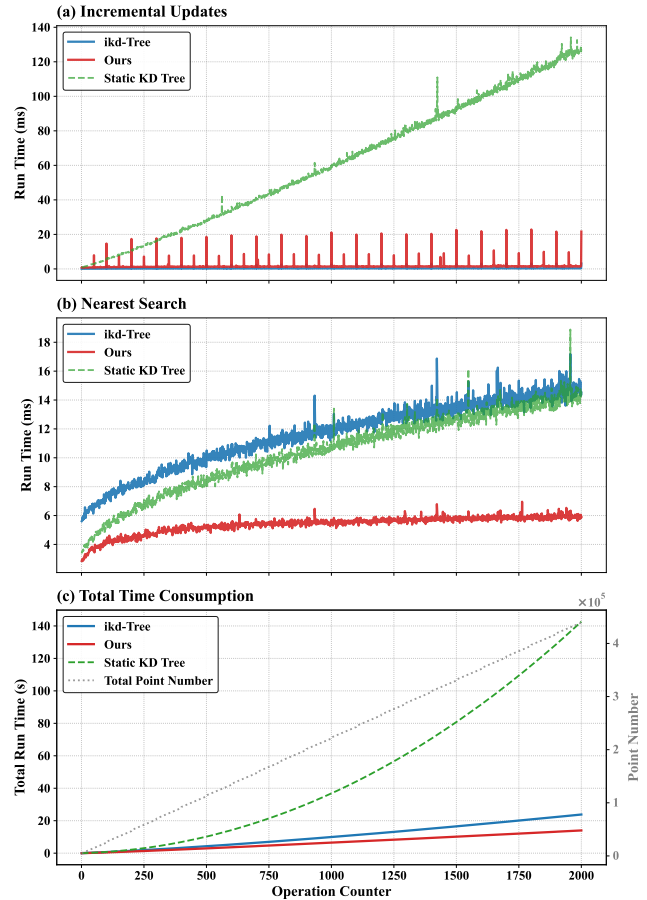 (a) Incremental Updates
140
120
100
80
60
40
20
0
Run Time (ms)
ikd-Tree
Ours
Static KD Tree
(b) Nearest Search
18
16
14
12
10
8
6
4
Run Time (ms)
ikd-Tree
Ours
Static KD Tree
(c) Total Time Consumption
×10⁵
140
120
100
80
60
40
20
0
Total Run Time (s)
ikd-Tree
Ours
Static KD Tree
Total Point Number
4
3
2
1
0
Point Number
0 250 500 750 1000 1250 1500 1750 2000
Operation Counter